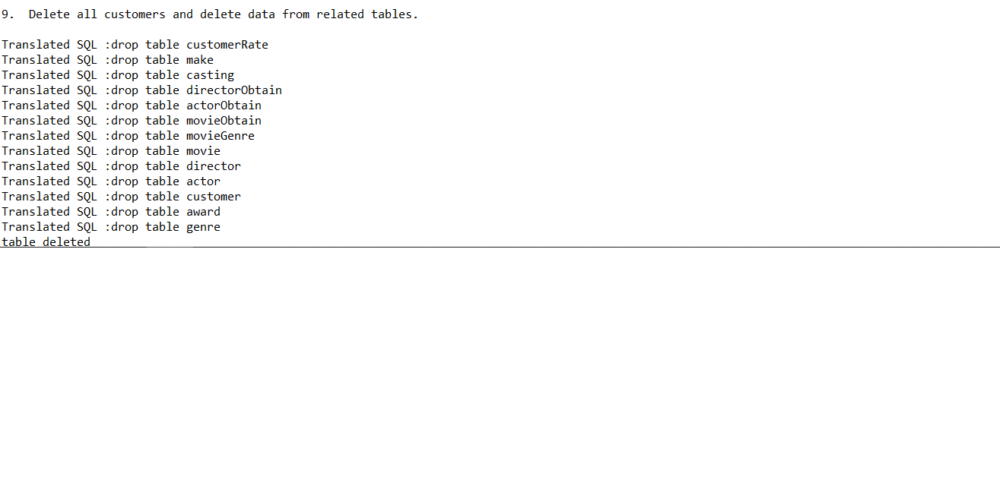 9.  Delete all customers and delete data from related tables.
Translated SQL :drop table customerRate
Translated SQL :drop table make
Translated SQL :drop table casting
Translated SQL :drop table directorObtain
Translated SQL :drop table actorObtain
Translated SQL :drop table movieObtain
Translated SQL :drop table movieGenre
Translated SQL :drop table movie
Translated SQL :drop table director
Translated SQL :drop table actor
Translated SQL :drop table customer
Translated SQL :drop table award
Translated SQL :drop table genre
table deleted